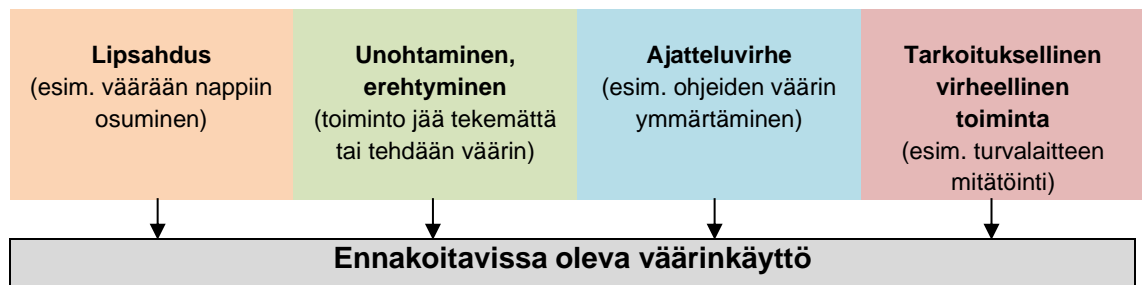 Lipsahdus
(esim. väärään nappiin
osuminen)
Unohtaminen,
erehtyminen
(toiminto jää tekemättä
tai tehdään väärin)
Ajatteluvirhe
(esim. ohjeiden väärin
ymmärtäminen)
Tarkoituksellinen
virheellinen
toiminta
(esim. turvalaitteen
mitätöinti)
Ennakoitavissa oleva väärinkäyttö